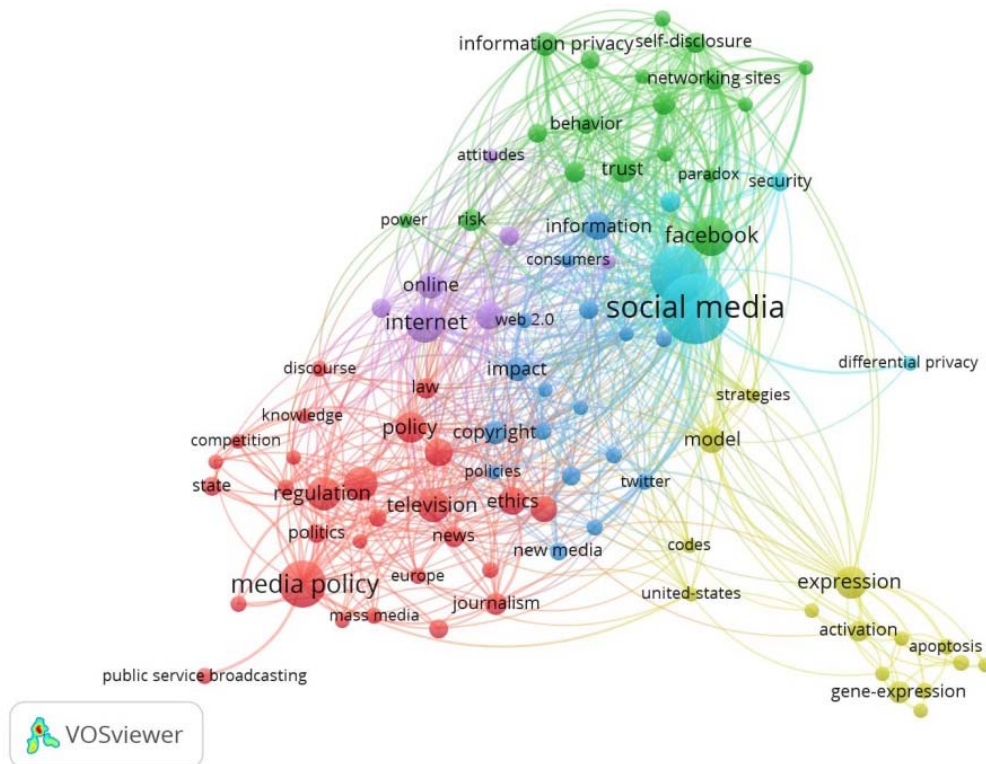 information privacy
self-disclosure
networking sites
behavior
attitudes
trust
paradox
security
power
risk
information
facebook
consumers
online
social media
internet
web 2.0
discourse
law
impact
differential privacy
strategies
knowledge
competition
policy
copyright
model
state
regulation
policies
twitter
television
ethics
politics
news
new media
codes
media policy
europe
expression
mass media
journalism
united-states
activation
apoptosis
public service broadcasting
gene-expression
VOSviewer